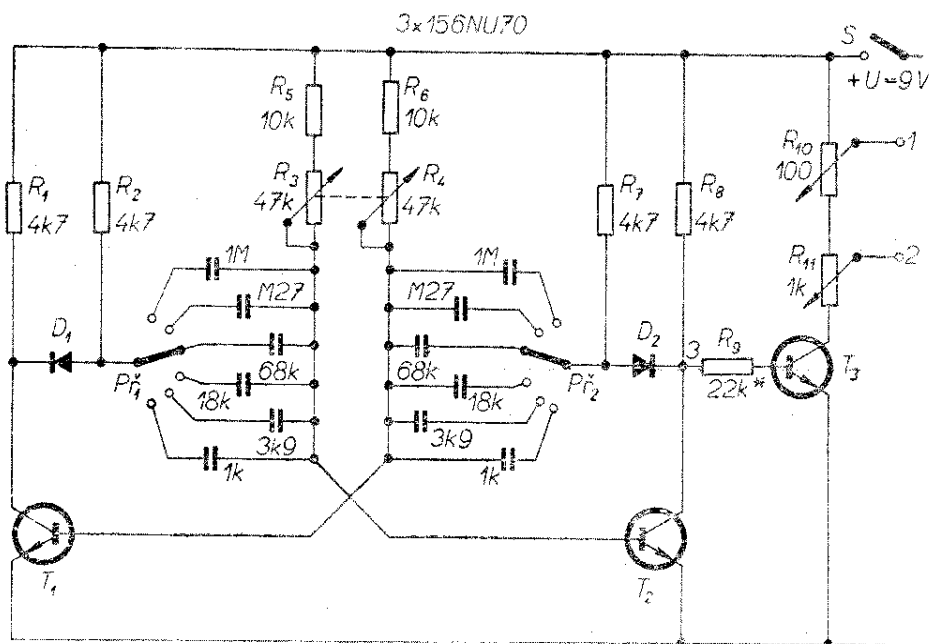 3×156NU70
S
+U=9V
R5
10k
R6
10k
R10
100
1
R3
47k
R4
47k
R1
4k7
R2
4k7
R7
4k7
R8
4k7
R11
1k
2
1M
1M
M27
M27
D1
D2
3
R9
22k*
T3
Př1
68k
68k
Př2
18k
18k
3k9
3k9
1k
1k
T1
T2